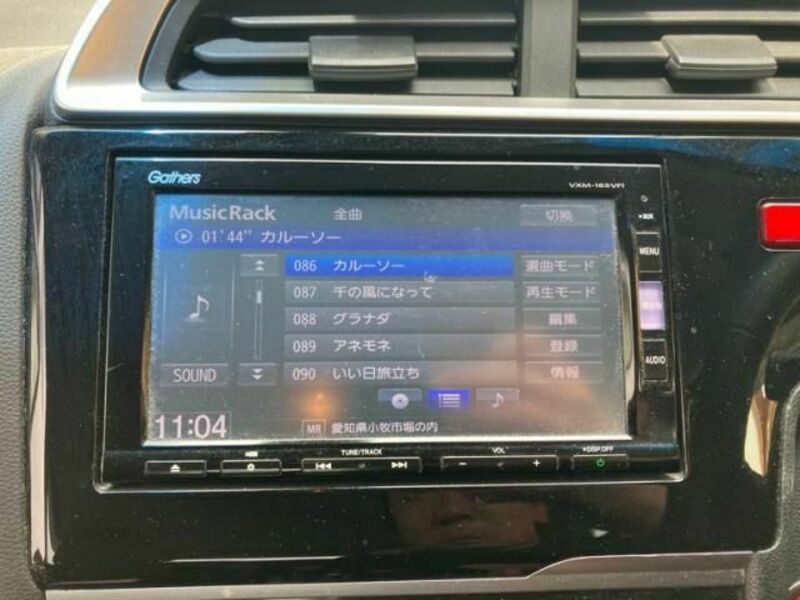 Gathers
VXM-165VFi
MusicRack 全曲 切換
01'44" カルーソー
086 カルーソー 選曲モード
087 千の風になって 再生モード
088 グラナダ 編集
089 アネモネ 登録
090 いい日旅立ち 情報
SOUND
11:04
MR 愛知県小牧市堀の内
MENU
AUDIO
TUNE/TRACK
VOL
DISP.OFF